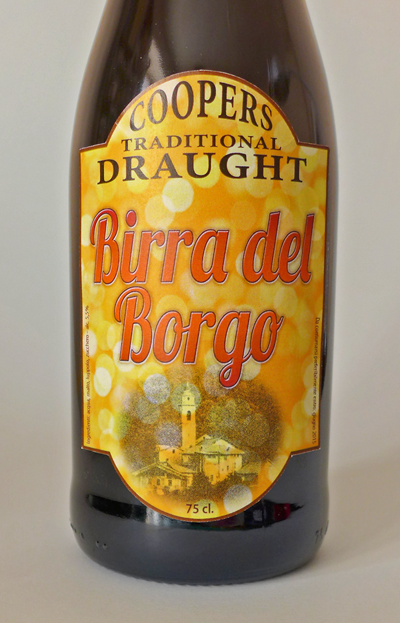 COOPERS
TRADITIONAL
DRAUGHT
Birra del
Borgo
75 cl.